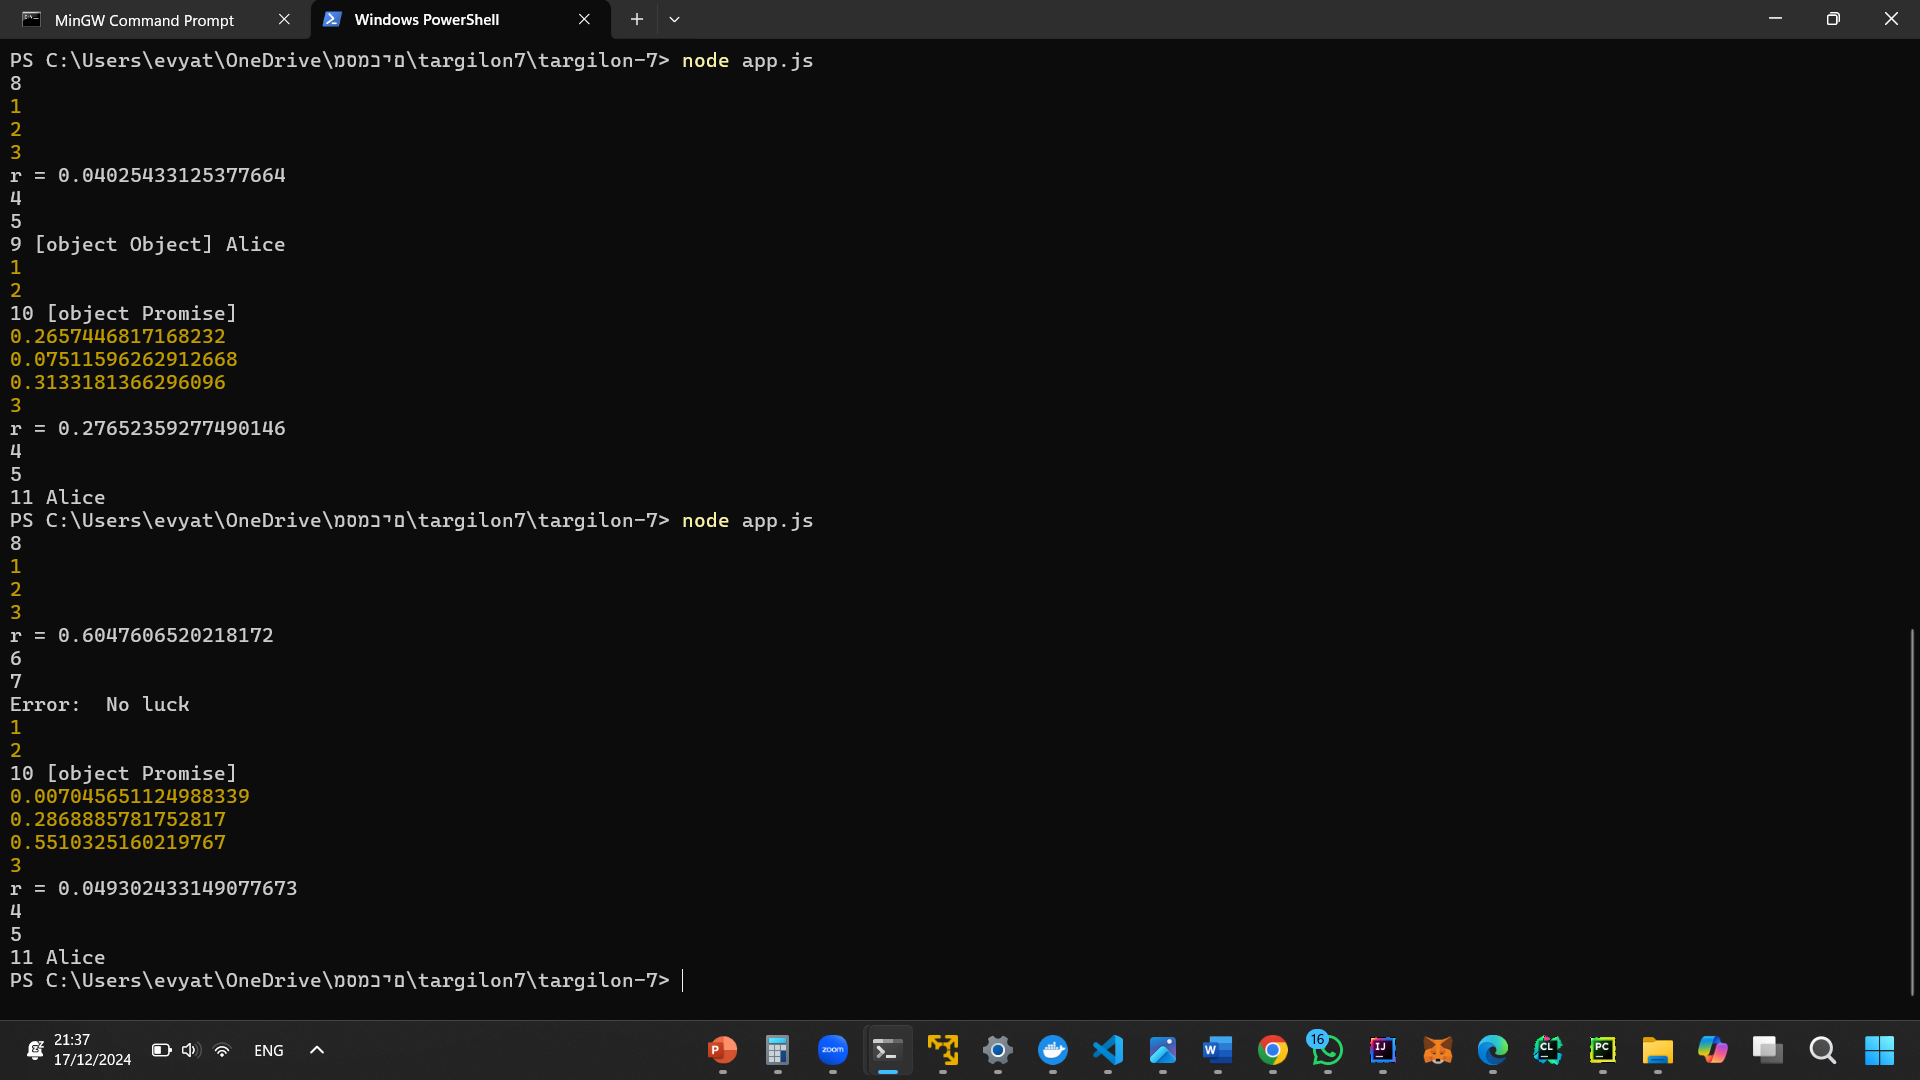 MinGW Command Prompt
Windows PowerShell
PS C:\Users\evyat\OneDrive\מסמכים\targilon7\targilon-7> node app.js
8
1
2
3
r = 0.04025433125377664
4
5
9 [object Object] Alice
1
2
10 [object Promise]
0.2657446817168232
0.07511596262912668
0.3133181366296096
3
r = 0.27652359277490146
4
5
11 Alice
PS C:\Users\evyat\OneDrive\מסמכים\targilon7\targilon-7> node app.js
8
1
2
3
r = 0.6047606520218172
6
7
Error:  No luck
1
2
10 [object Promise]
0.007045651124988339
0.2868885781752817
0.5510325160219767
3
r = 0.049302433149077673
4
5
11 Alice
PS C:\Users\evyat\OneDrive\מסמכים\targilon7\targilon-7>
21:37
17/12/2024
ENG
P
zoom
W
16
IJ
CL
PC